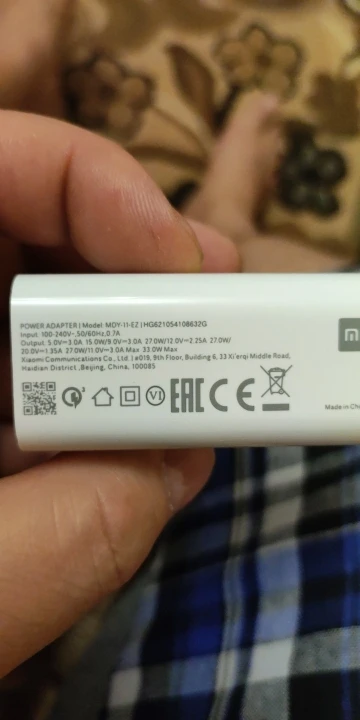 POWER ADAPTER | Model: MDY-11-EZ | HG6Z1054108632G
Input: 100-240V~,50/60Hz,0.7A
Output: 5.0V⎓3.0A 15.0W/9.0V⎓3.0A 27.0W/12.0V⎓2.25A 27.0W/
20.0V⎓1.35A 27.0W/11.0V⎓3.0A Max 33.0W Max
Xiaomi Communications Co., Ltd. | #019, 9th Floor, Building 6, 33 Xi'erqi Middle Road,
Haidian District, Beijing, China, 100085
3
VI
EAC CE
mi
Made in Ch